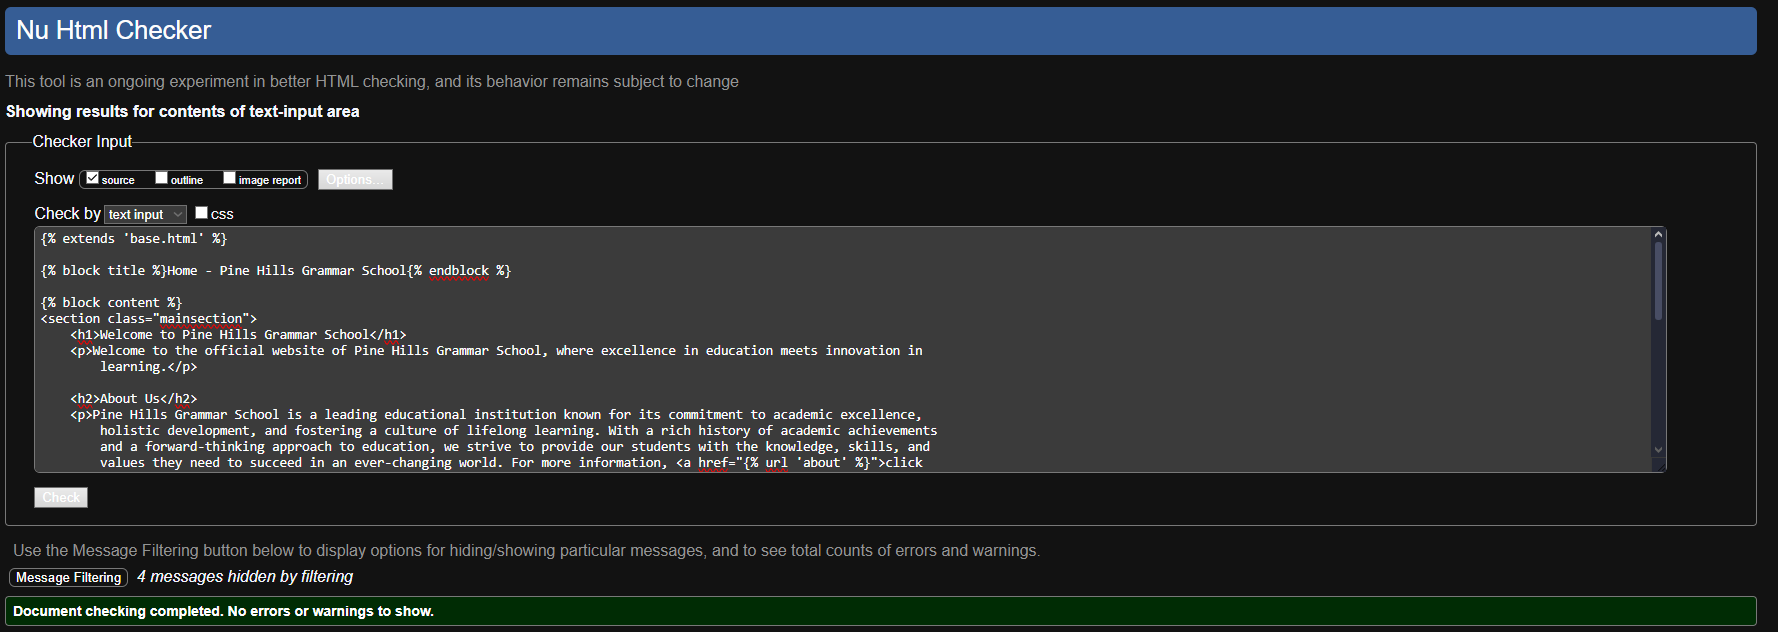 Nu Html Checker
This tool is an ongoing experiment in better HTML checking, and its behavior remains subject to change
Showing results for contents of text-input area
Checker Input
Show source outline image report Options...
Check by text input css
{% extends 'base.html' %}
{% block title %}Home - Pine Hills Grammar School{% endblock %}
{% block content %}
<section class="mainsection">
<h1>Welcome to Pine Hills Grammar School</h1>
<p>Welcome to the official website of Pine Hills Grammar School, where excellence in education meets innovation in
learning.</p>
<h2>About Us</h2>
<p>Pine Hills Grammar School is a leading educational institution known for its commitment to academic excellence,
holistic development, and fostering a culture of lifelong learning. With a rich history of academic achievements
and a forward-thinking approach to education, we strive to provide our students with the knowledge, skills, and
values they need to succeed in an ever-changing world. For more information, <a href="{% url 'about' %}">click
Check
Use the Message Filtering button below to display options for hiding/showing particular messages, and to see total counts of errors and warnings.
Message Filtering 4 messages hidden by filtering
Document checking completed. No errors or warnings to show.